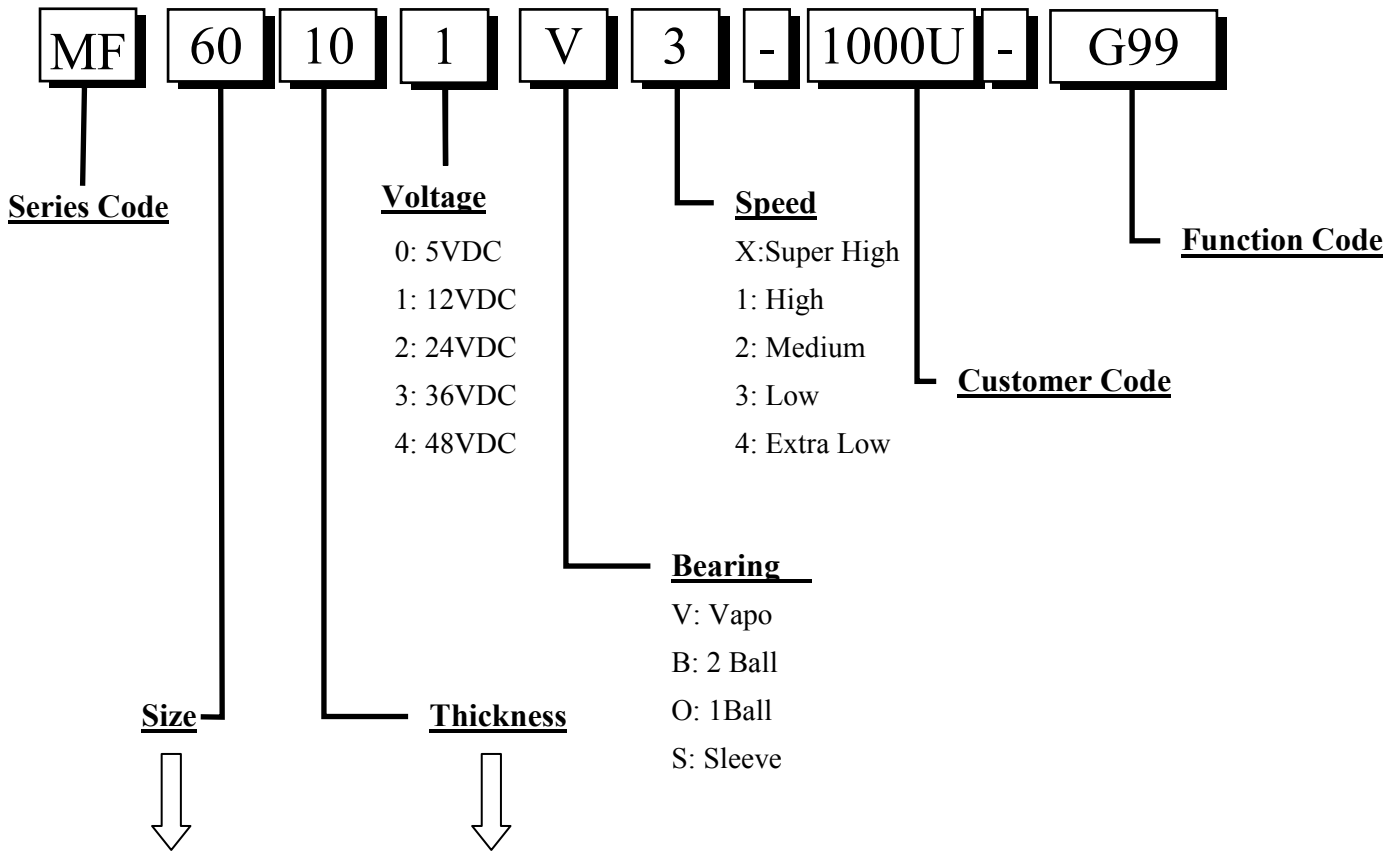 MF 60 10 1 V 3 - 1000U - G99
Series Code
Voltage
0: 5VDC
1: 12VDC
2: 24VDC
3: 36VDC
4: 48VDC
Speed
X:Super High
1: High
2: Medium
3: Low
4: Extra Low
Function Code
Customer Code
Bearing
V: Vapo
B: 2 Ball
O: 1Ball
S: Sleeve
Size
Thickness